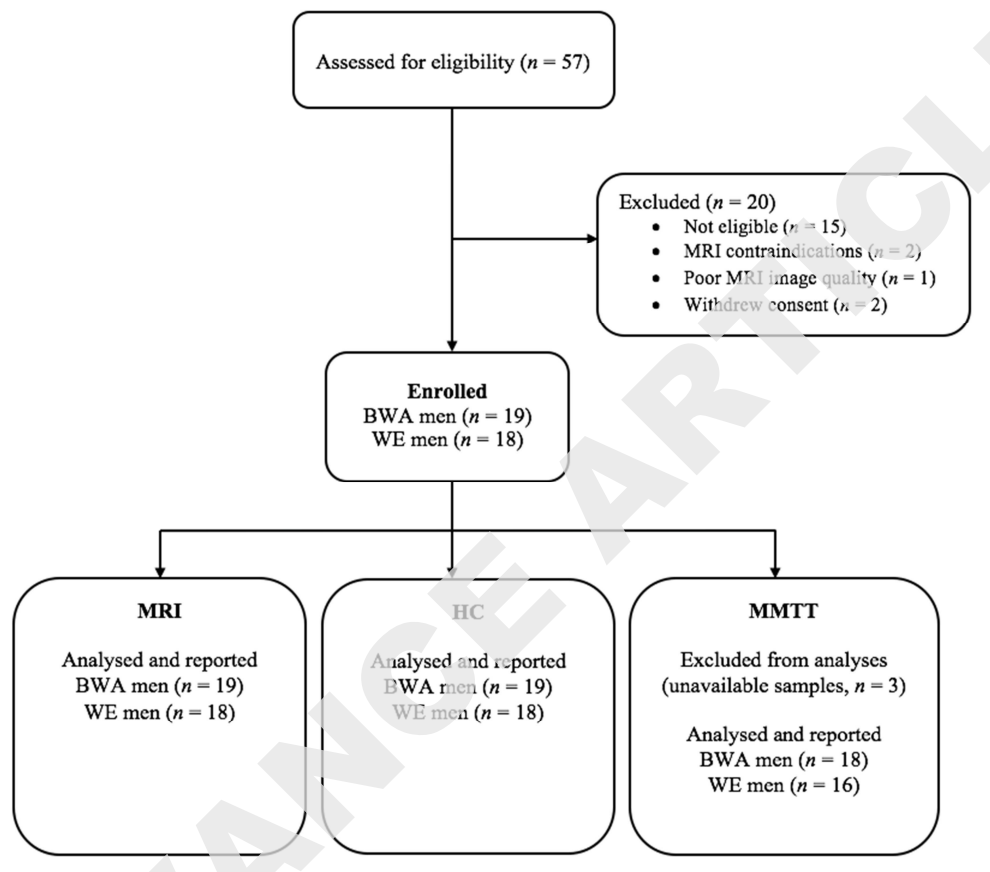 Assessed for eligibility (n = 57)
Excluded (n = 20)
• Not eligible (n = 15)
• MRI contraindications (n = 2)
• Poor MRI image quality (n = 1)
• Withdrew consent (n = 2)
Enrolled
BWA men (n = 19)
WE men (n = 18)
MRI
Analysed and reported
BWA men (n = 19)
WE men (n = 18)
HC
Analysed and reported
BWA men (n = 19)
WE men (n = 18)
MMTT
Excluded from analyses
(unavailable samples, n = 3)
Analysed and reported
BWA men (n = 18)
WE men (n = 16)
VANCE ARTICL